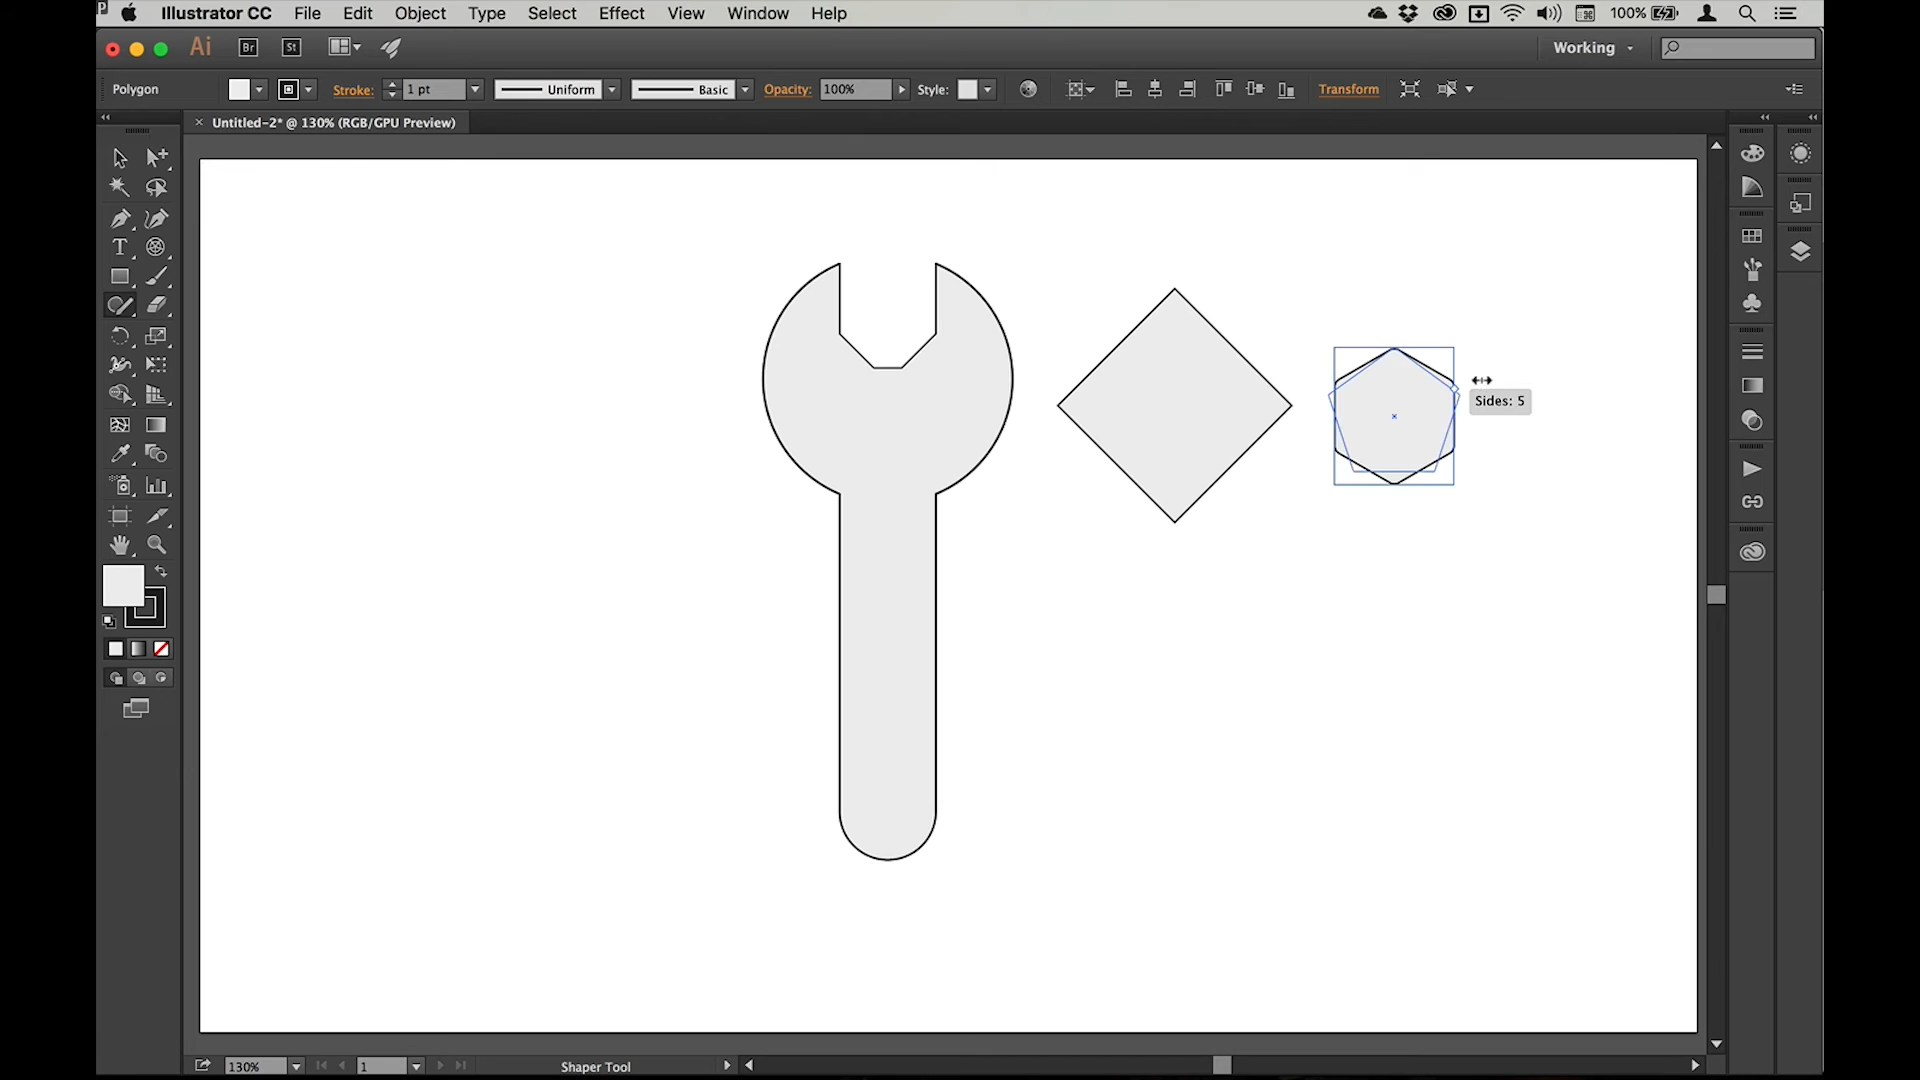 Illustrator CC File Edit Object Type Select Effect View Window Help 100%
Ai Br St Working
Polygon Stroke: 1 pt Uniform Basic Opacity: 100% Style: Transform
× Untitled-2* @ 130% (RGB/GPU Preview)
Sides: 5
130% 1 Shaper Tool